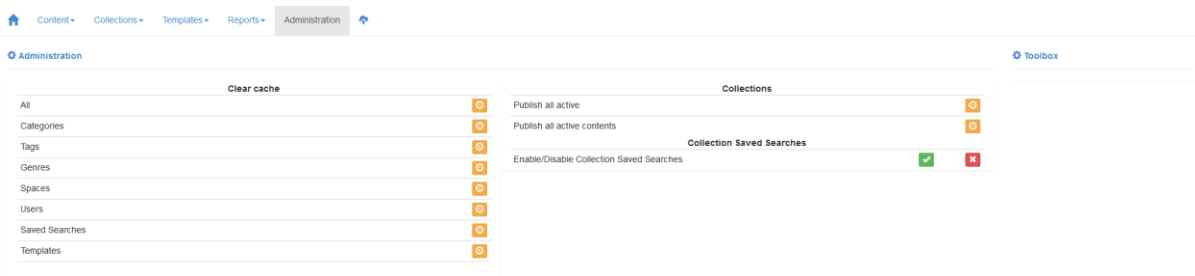 Content Collections Templates Reports Administration
Administration
Toolbox
Clear cache
All
Categories
Tags
Genres
Spaces
Users
Saved Searches
Templates
Collections
Publish all active
Publish all active contents
Collection Saved Searches
Enable/Disable Collection Saved Searches